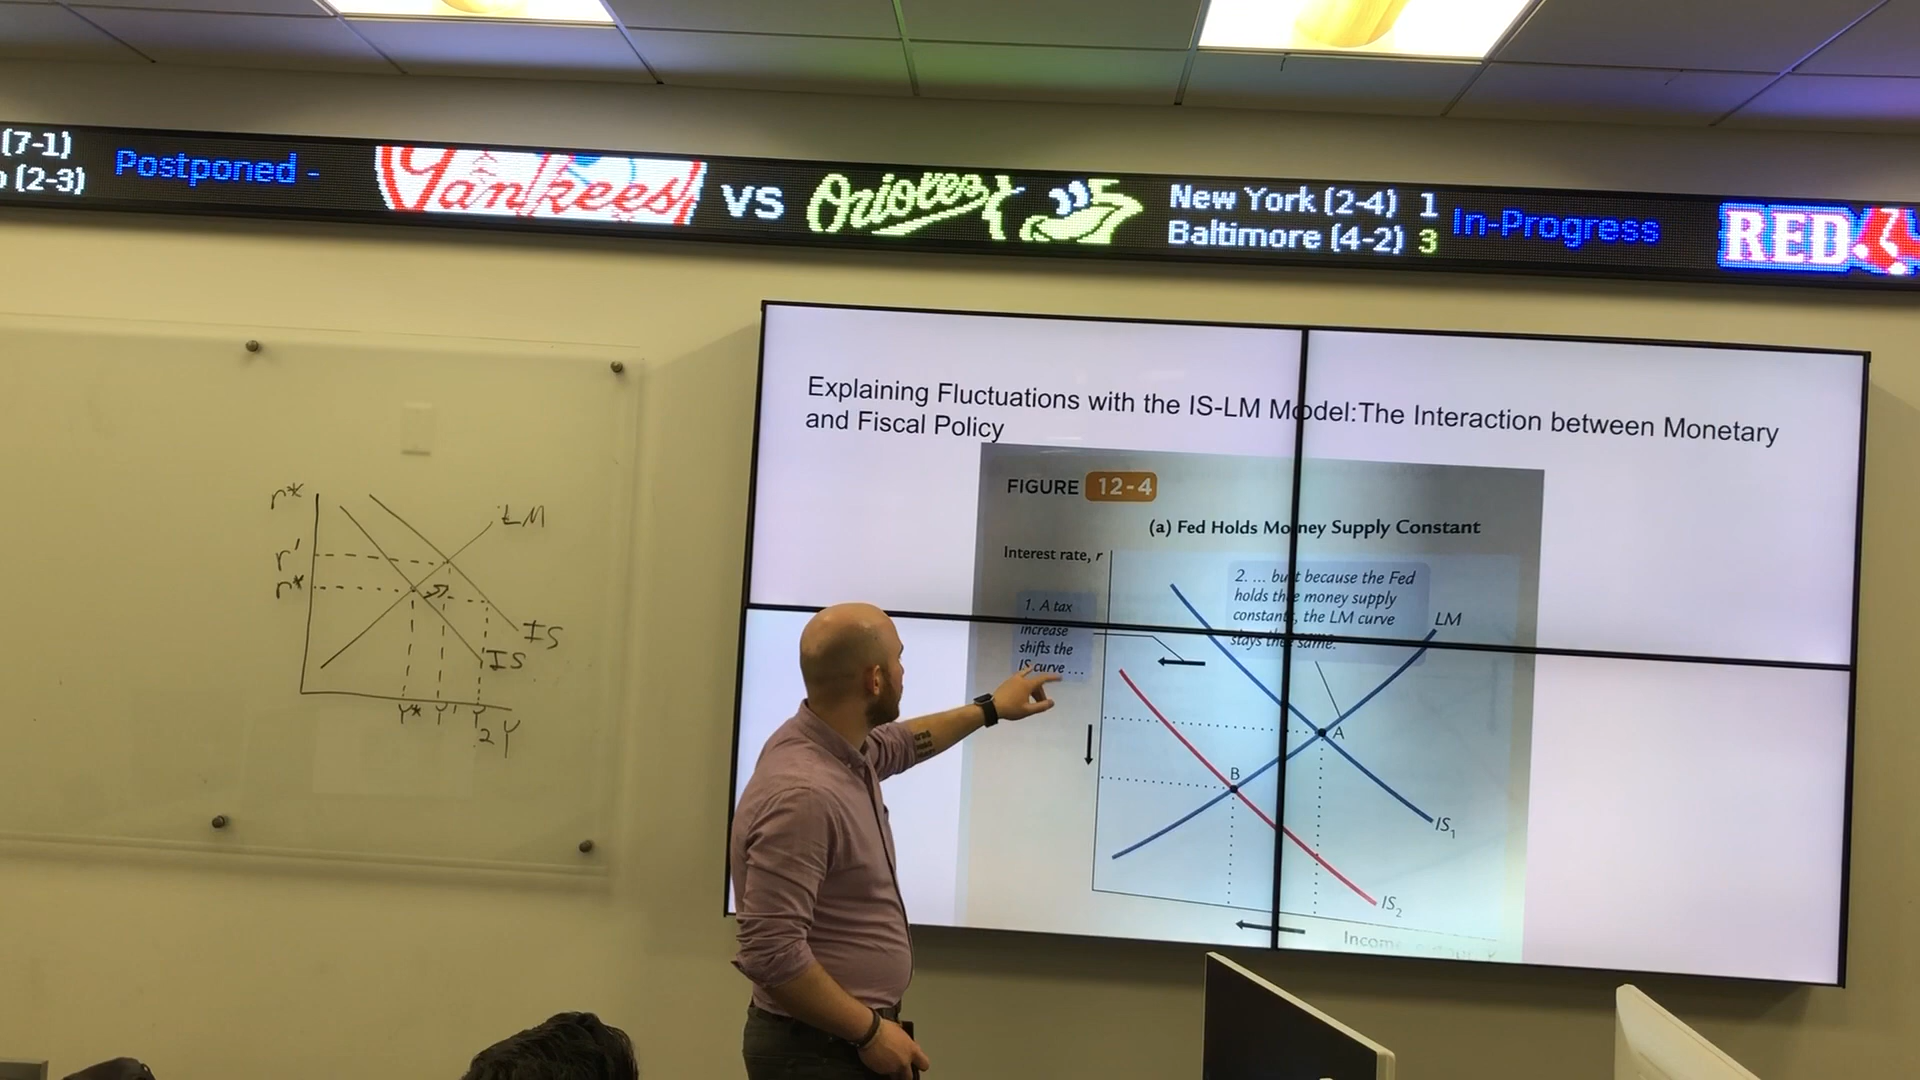 (7-1)
(2-3)
Postponed -
Yankees
VS
Orioles
New York (2-4) 1
Baltimore (4-2) 3
In-Progress
RED
Explaining Fluctuations with the IS-LM Model:The Interaction between Monetary
and Fiscal Policy
FIGURE 12-4
(a) Fed Holds Money Supply Constant
Interest rate, r
1. A tax
increase
shifts the
IS curve ...
2. ... but because the Fed
holds the money supply
constant, the LM curve
stays the same.
LM
A
B
IS1
IS2
Income
r*
r'
r*
LM
IS
IS
Y*
Y'
Y2
Y